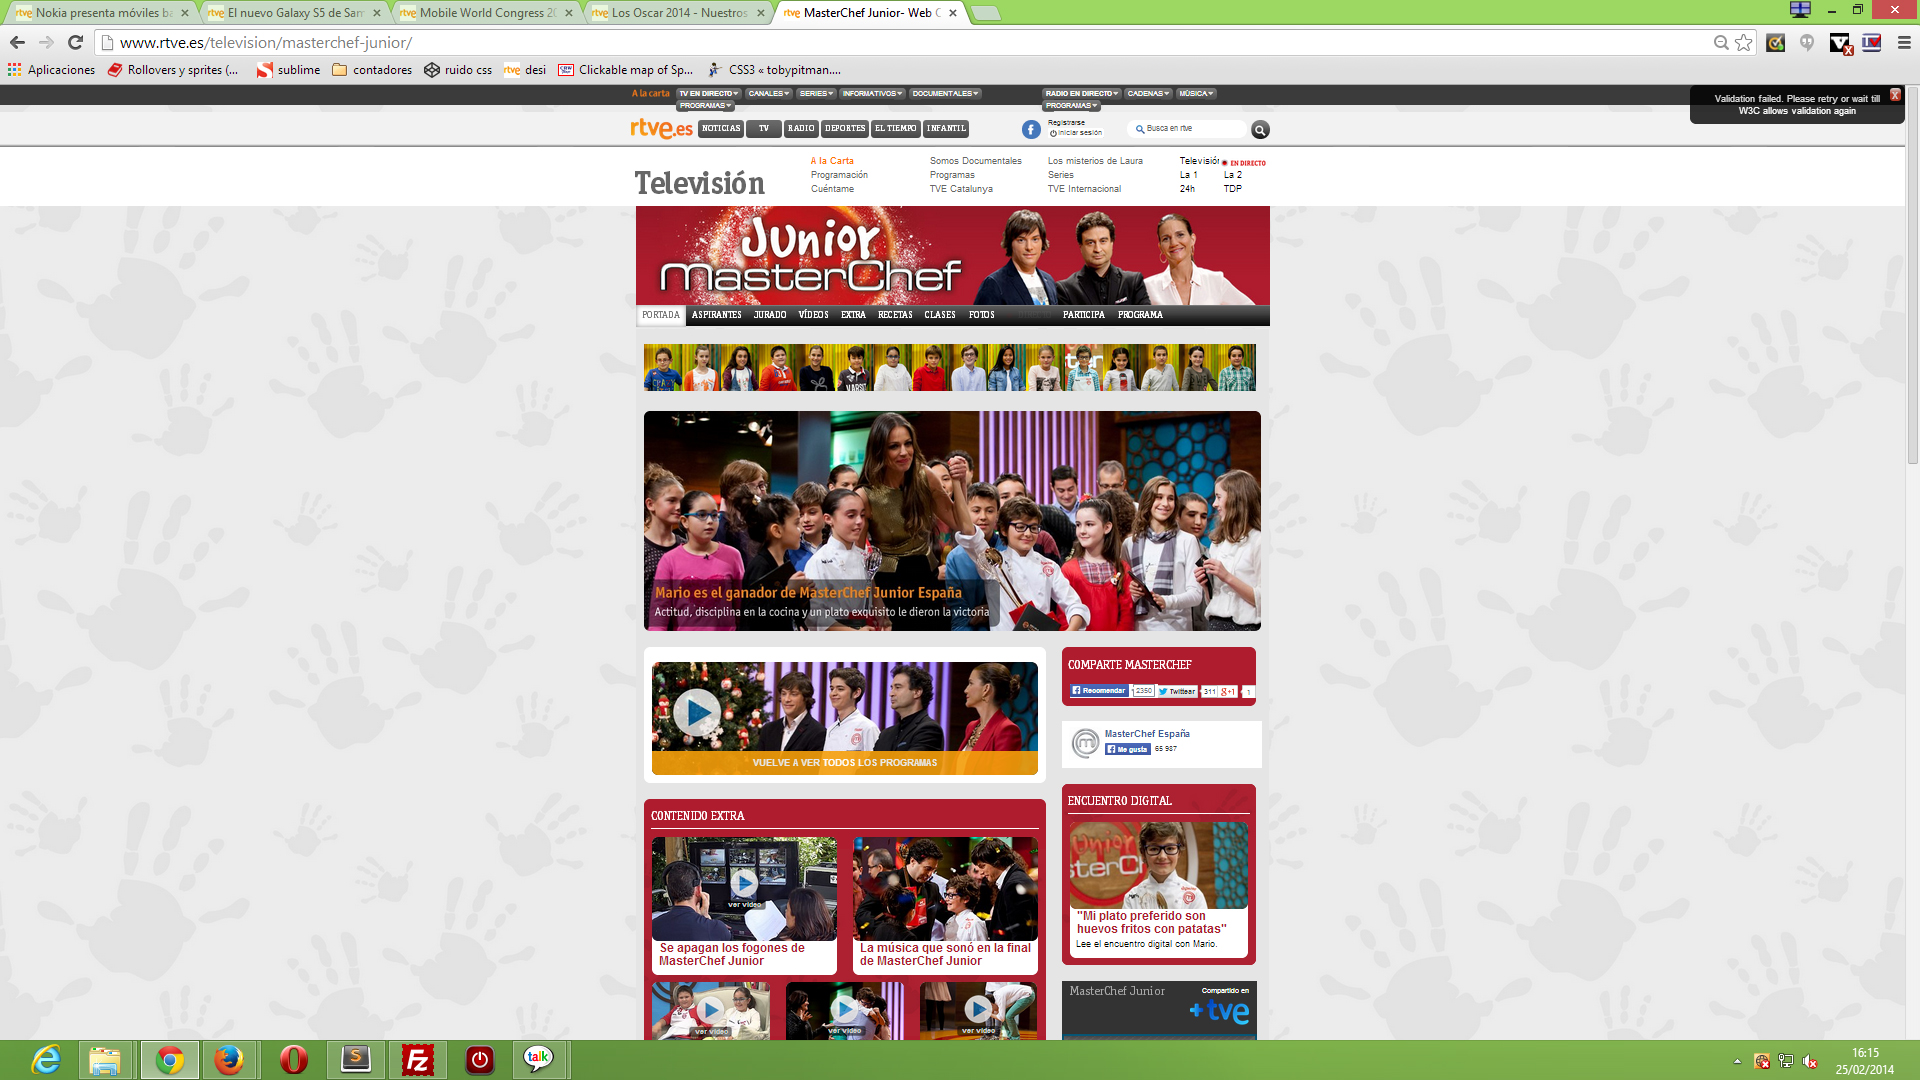 Nokia presenta móviles ba
El nuevo Galaxy S5 de Sam
Mobile World Congress 20
Los Oscar 2014 - Nuestros
MasterChef Junior- Web O
www.rtve.es/television/masterchef-junior/
Aplicaciones
Rollovers y sprites (...
sublime
contadores
ruido css
desi
Clickable map of Sp...
CSS3 « tobypitman....
A la carta
TV EN DIRECTO
CANALES
SERIES
INFORMATIVOS
DOCUMENTALES
PROGRAMAS
RADIO EN DIRECTO
CADENAS
MÚSICA
PROGRAMAS
Validation failed. Please retry or wait till
W3C allows validation again
rtve.es
NOTICIAS
TV
RADIO
DEPORTES
EL TIEMPO
INFANTIL
Registrarse
Iniciar sesión
Busca en rtve
Televisión
A la Carta
Programación
Cuéntame
Somos Documentales
Programas
TVE Catalunya
Los misterios de Laura
Series
TVE Internacional
Televisión
EN DIRECTO
La 1
La 2
24h
TDP
Junior
MasterChef
PORTADA
ASPIRANTES
JURADO
VÍDEOS
EXTRA
RECETAS
CLASES
FOTOS
PARTICIPA
PROGRAMA
Mario es el ganador de MasterChef Junior España
Actitud, disciplina en la cocina y un plato exquisito le dieron la victoria
VUELVE A VER TODOS LOS PROGRAMAS
COMPARTE MASTERCHEF
Recomendar
2350
Twittear
311
+1
1
MasterChef España
Me gusta
65 987
CONTENIDO EXTRA
ver video
Se apagan los fogones de
MasterChef Junior
La música que sonó en la final
de MasterChef Junior
ver video
ver video
ver video
ENCUENTRO DIGITAL
"Mi plato preferido son
huevos fritos con patatas"
Lee el encuentro digital con Mario.
MasterChef Junior
Compartido en
+tve
talk
16:15
25/02/2014